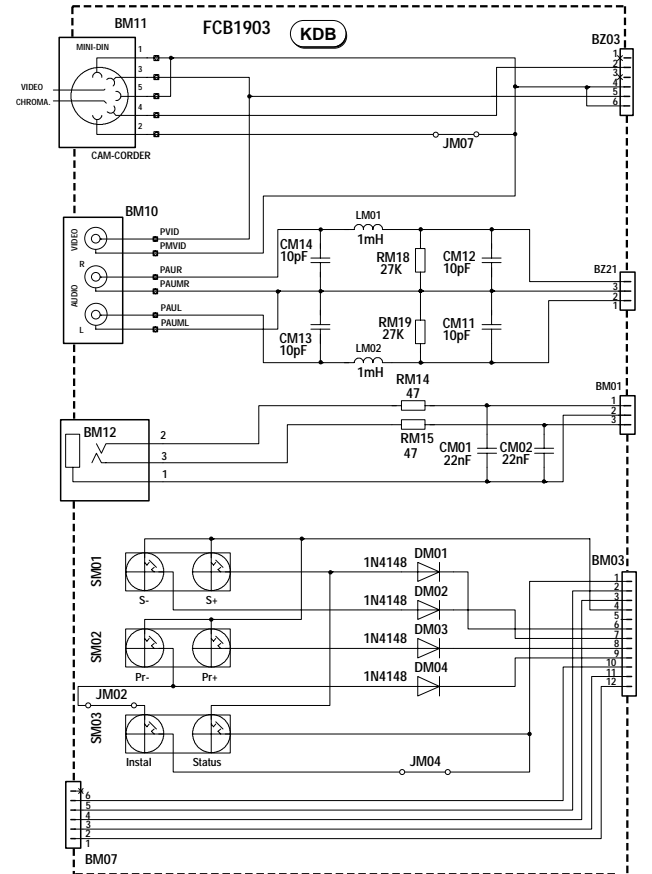 BM11
FCB1903
KDB
BZ03
MINI-DIN
1
3
5
4
2
VIDEO
CHROMA.
CAM-CORDER
JM07
1
2
3
4
5
6
BM10
VIDEO
R
AUDIO
L
PVID
PMVID
PAUR
PAUMR
PAUL
PAUML
CM14
10pF
LM01
1mH
RM18
27K
CM12
10pF
BZ21
3
2
1
CM13
10pF
LM02
1mH
RM19
27K
CM11
10pF
RM14
47
BM01
1
2
3
BM12
2
3
1
RM15
47
CM01
22nF
CM02
22nF
SM01
S-
S+
1N4148
DM01
BM03
1N4148
DM02
SM02
Pr-
Pr+
1N4148
DM03
1N4148
DM04
1
2
3
4
5
6
7
8
9
10
11
12
JM02
SM03
Instal
Status
JM04
6
5
4
3
2
1
BM07